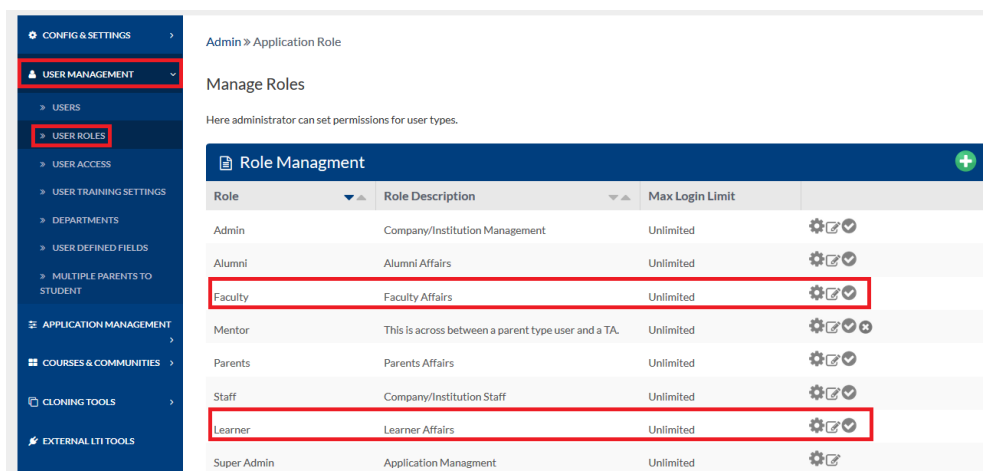 CONFIG & SETTINGS
USER MANAGEMENT
» USERS
» USER ROLES
» USER ACCESS
» USER TRAINING SETTINGS
» DEPARTMENTS
» USER DEFINED FIELDS
» MULTIPLE PARENTS TO
STUDENT
APPLICATION MANAGEMENT
COURSES & COMMUNITIES
CLONING TOOLS
EXTERNAL LTI TOOLS
Admin » Application Role
Manage Roles
Here administrator can set permissions for user types.
Role Managment
Role Role Description Max Login Limit
Admin Company/Institution Management Unlimited
Alumni Alumni Affairs Unlimited
Faculty Faculty Affairs Unlimited
Mentor This is across between a parent type user and a TA. Unlimited
Parents Parents Affairs Unlimited
Staff Company/Institution Staff Unlimited
Learner Learner Affairs Unlimited
Super Admin Application Managment Unlimited